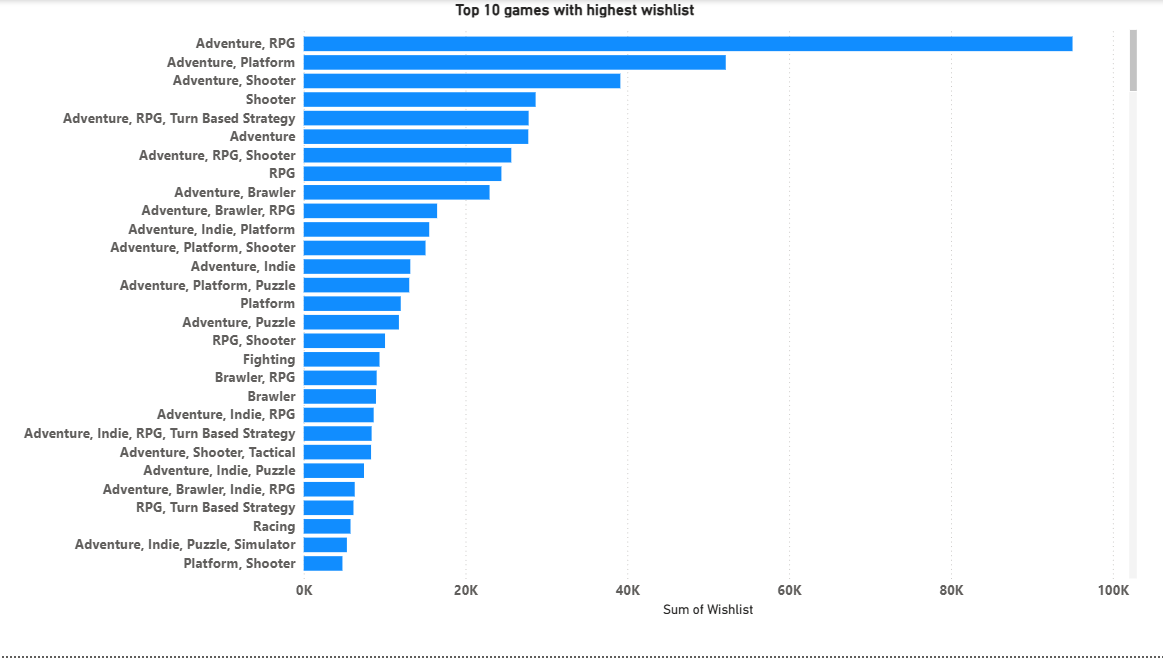 Top 10 games with highest wishlist
Adventure, RPG
Adventure, Platform
Adventure, Shooter
Shooter
Adventure, RPG, Turn Based Strategy
Adventure
Adventure, RPG, Shooter
RPG
Adventure, Brawler
Adventure, Brawler, RPG
Adventure, Indie, Platform
Adventure, Platform, Shooter
Adventure, Indie
Adventure, Platform, Puzzle
Platform
Adventure, Puzzle
RPG, Shooter
Fighting
Brawler, RPG
Brawler
Adventure, Indie, RPG
Adventure, Indie, RPG, Turn Based Strategy
Adventure, Shooter, Tactical
Adventure, Indie, Puzzle
Adventure, Brawler, Indie, RPG
RPG, Turn Based Strategy
Racing
Adventure, Indie, Puzzle, Simulator
Platform, Shooter
0K 20K 40K 60K 80K 100K
Sum of Wishlist